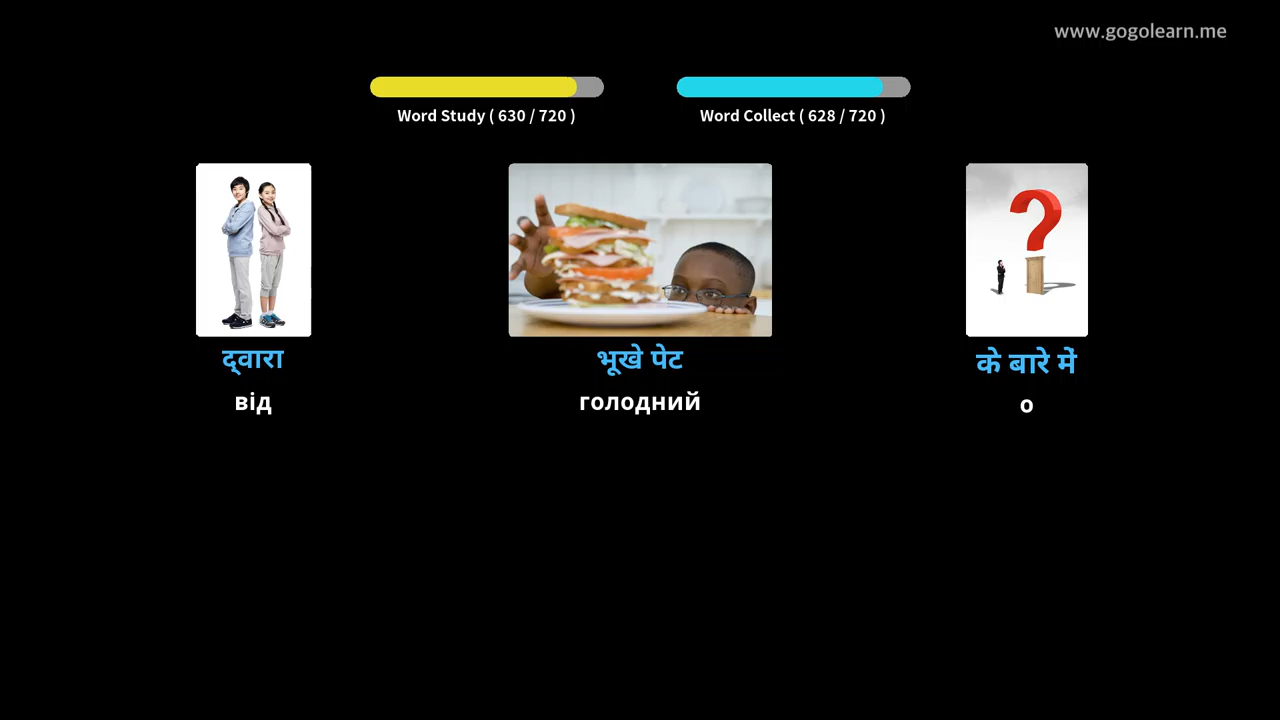 www.gogolearn.me
Word Study ( 630 / 720 )
Word Collect ( 628 / 720 )
द्वारा
भूखे पेट
के बारे में
від
голодний
о